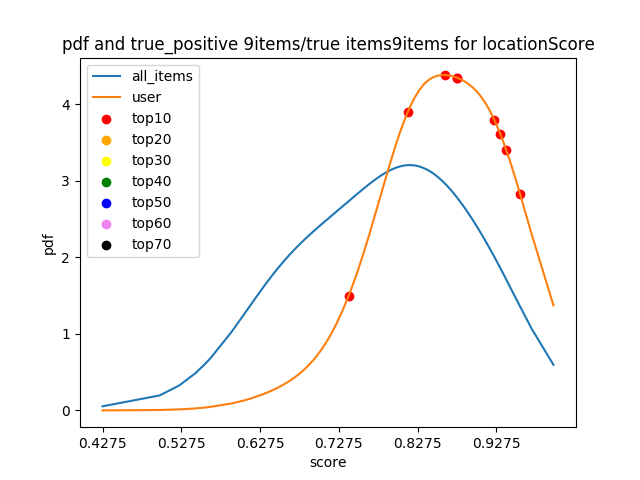 pdf and true_positive 9items/true items9items for locationScore
all_items
user
top10
top20
top30
top40
top50
top60
top70
pdf
4
3
2
1
0
0.4275 0.5275 0.6275 0.7275 0.8275 0.9275
score